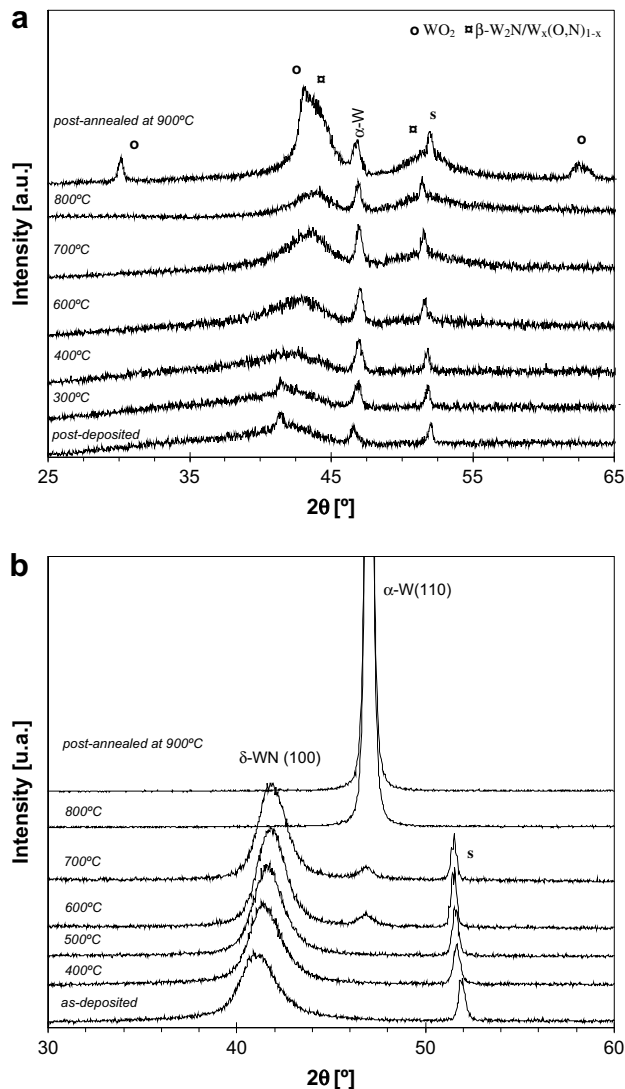 a
o WO₂ ¤ β-W₂N/Wₓ(O,N)₁₋ₓ
o
¤
α-W
¤
s
o
o
post-annealed at 900ºC
800ºC
700ºC
600ºC
400ºC
300ºC
post-deposited
Intensity [a.u.]
25 35 45 55 65
2θ [º]
b
α-W(110)
post-annealed at 900ºC
δ-WN (100)
800ºC
700ºC
s
600ºC
500ºC
400ºC
as-deposited
Intensity [u.a.]
30 40 50 60
2θ [º]